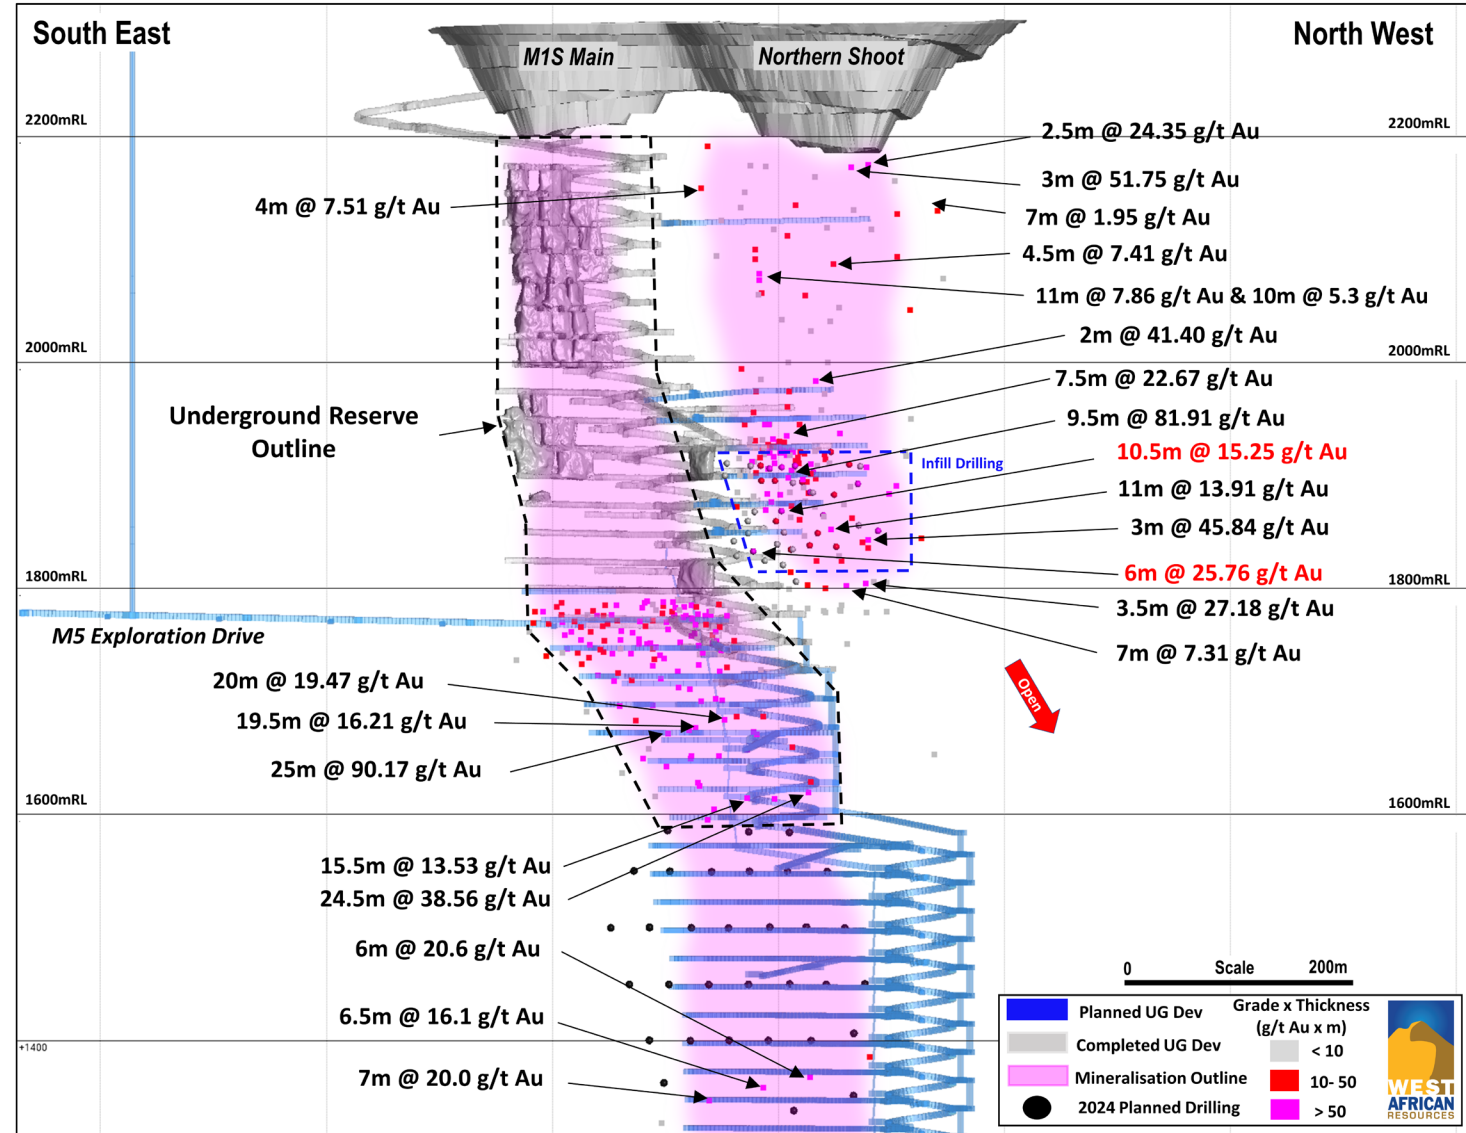 South East
North West
M1S Main
Northern Shoot
2200mRL
2200mRL
2.5m @ 24.35 g/t Au
3m @ 51.75 g/t Au
4m @ 7.51 g/t Au
7m @ 1.95 g/t Au
4.5m @ 7.41 g/t Au
11m @ 7.86 g/t Au & 10m @ 5.3 g/t Au
2m @ 41.40 g/t Au
2000mRL
2000mRL
7.5m @ 22.67 g/t Au
Underground Reserve
Outline
9.5m @ 81.91 g/t Au
10.5m @ 15.25 g/t Au
Infill Drilling
11m @ 13.91 g/t Au
3m @ 45.84 g/t Au
6m @ 25.76 g/t Au
1800mRL
1800mRL
3.5m @ 27.18 g/t Au
M5 Exploration Drive
7m @ 7.31 g/t Au
20m @ 19.47 g/t Au
Open
19.5m @ 16.21 g/t Au
25m @ 90.17 g/t Au
1600mRL
1600mRL
15.5m @ 13.53 g/t Au
24.5m @ 38.56 g/t Au
6m @ 20.6 g/t Au
0 Scale 200m
6.5m @ 16.1 g/t Au
+1400
7m @ 20.0 g/t Au
Planned UG Dev
Completed UG Dev
Mineralisation Outline
2024 Planned Drilling
Grade x Thickness
(g/t Au x m)
< 10
10- 50
> 50
WEST
AFRICAN
RESOURCES